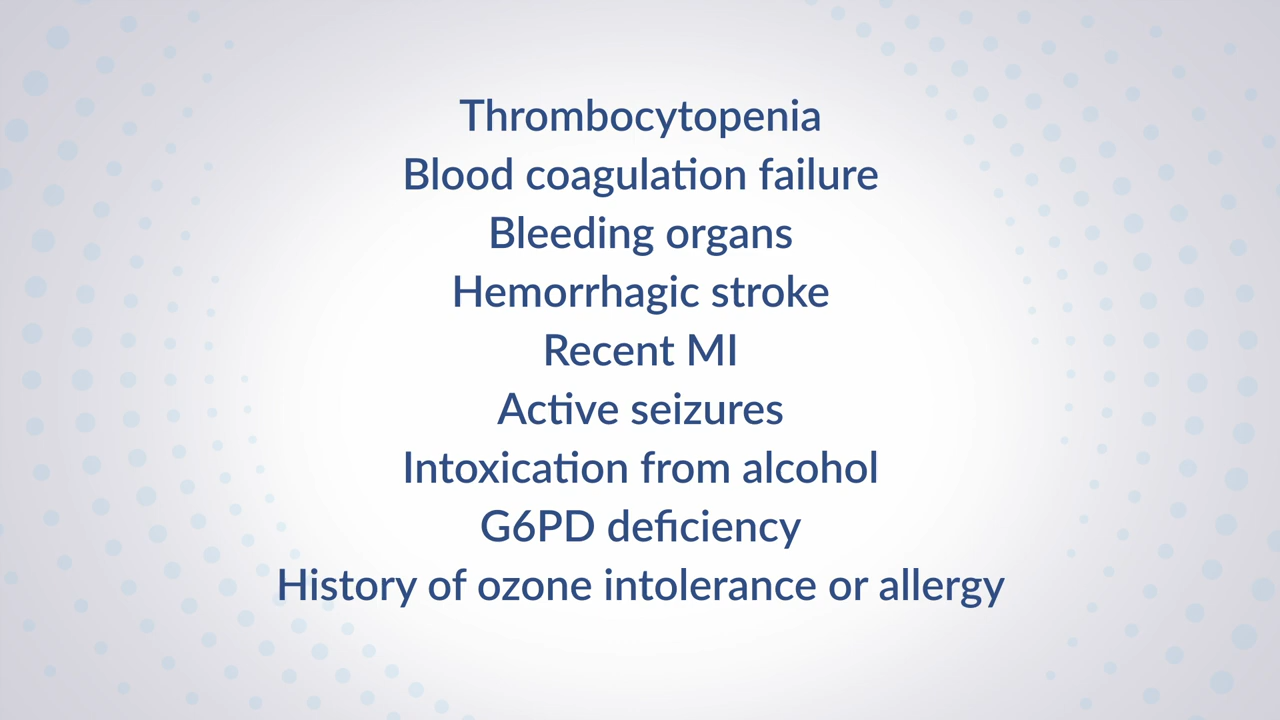 Thrombocytopenia
Blood coagulation failure
Bleeding organs
Hemorrhagic stroke
Recent MI
Active seizures
Intoxication from alcohol
G6PD deficiency
History of ozone intolerance or allergy